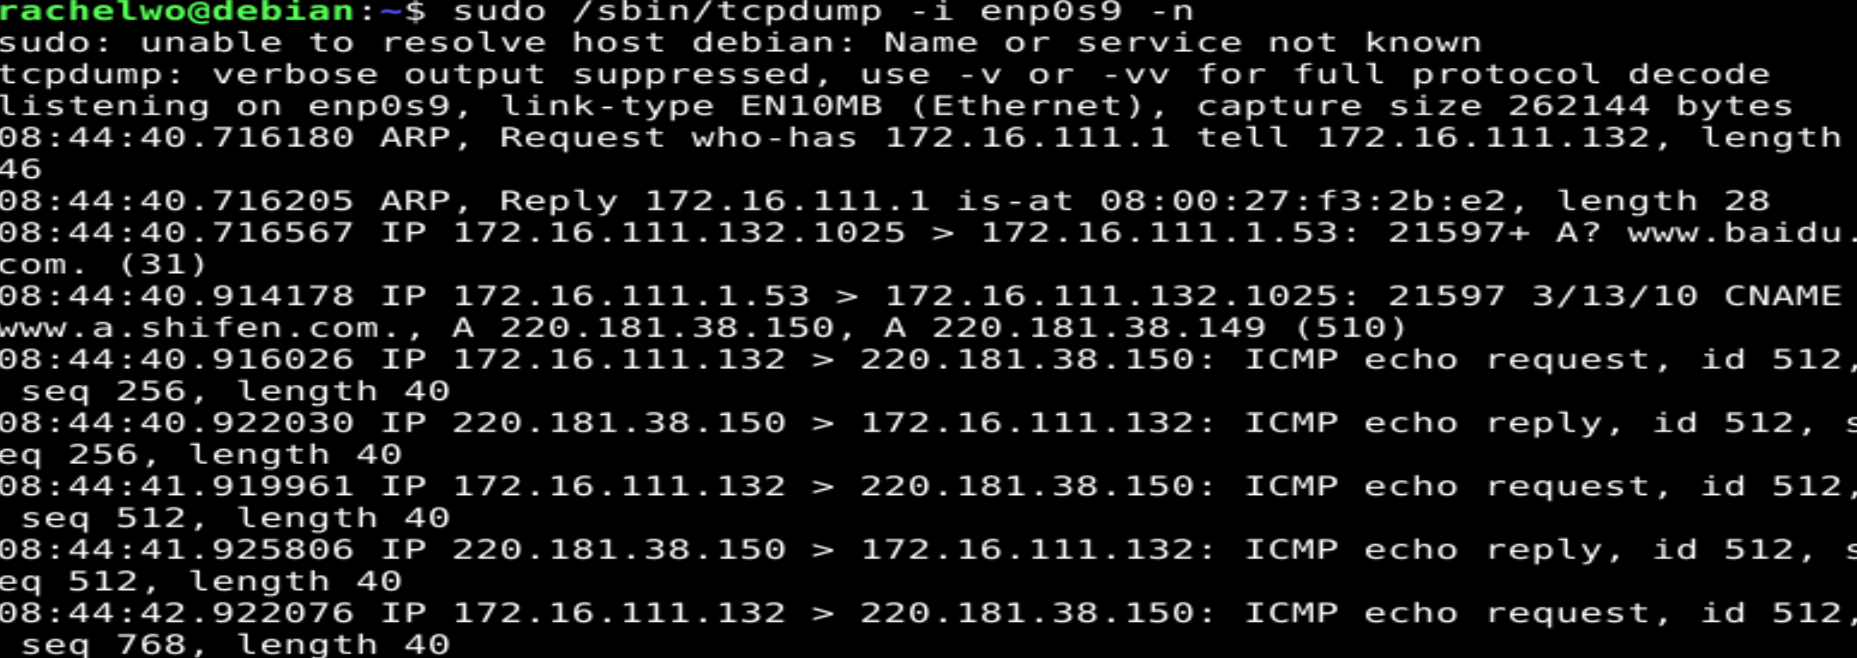 rachelwo@debian:~$ sudo /sbin/tcpdump -i enp0s9 -n
sudo: unable to resolve host debian: Name or service not known
tcpdump: verbose output suppressed, use -v or -vv for full protocol decode
listening on enp0s9, link-type EN10MB (Ethernet), capture size 262144 bytes
08:44:40.716180 ARP, Request who-has 172.16.111.1 tell 172.16.111.132, length
46
08:44:40.716205 ARP, Reply 172.16.111.1 is-at 08:00:27:f3:2b:e2, length 28
08:44:40.716567 IP 172.16.111.132.1025 > 172.16.111.1.53: 21597+ A? www.baidu.
com. (31)
08:44:40.914178 IP 172.16.111.1.53 > 172.16.111.132.1025: 21597 3/13/10 CNAME
www.a.shifen.com., A 220.181.38.150, A 220.181.38.149 (510)
08:44:40.916026 IP 172.16.111.132 > 220.181.38.150: ICMP echo request, id 512,
 seq 256, length 40
08:44:40.922030 IP 220.181.38.150 > 172.16.111.132: ICMP echo reply, id 512, s
eq 256, length 40
08:44:41.919961 IP 172.16.111.132 > 220.181.38.150: ICMP echo request, id 512,
 seq 512, length 40
08:44:41.925806 IP 220.181.38.150 > 172.16.111.132: ICMP echo reply, id 512, s
eq 512, length 40
08:44:42.922076 IP 172.16.111.132 > 220.181.38.150: ICMP echo request, id 512,
 seq 768, length 40